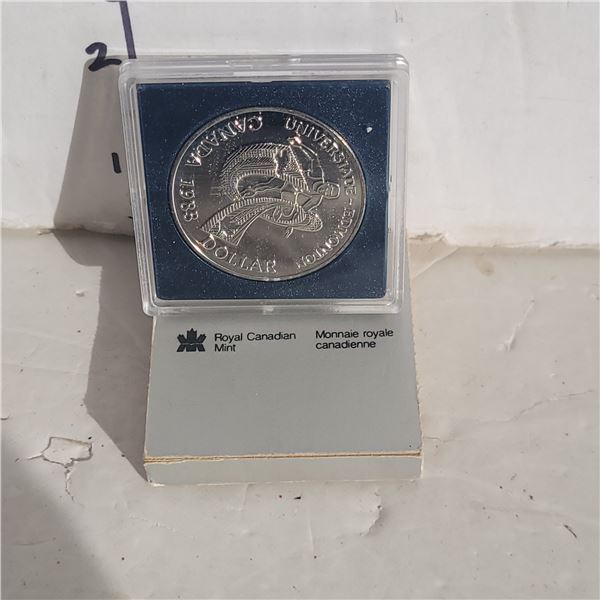 2
UNIVERSIADE - EDMONTON
CANADA 1983
DOLLAR
Royal Canadian
Mint
Monnaie royale
canadienne